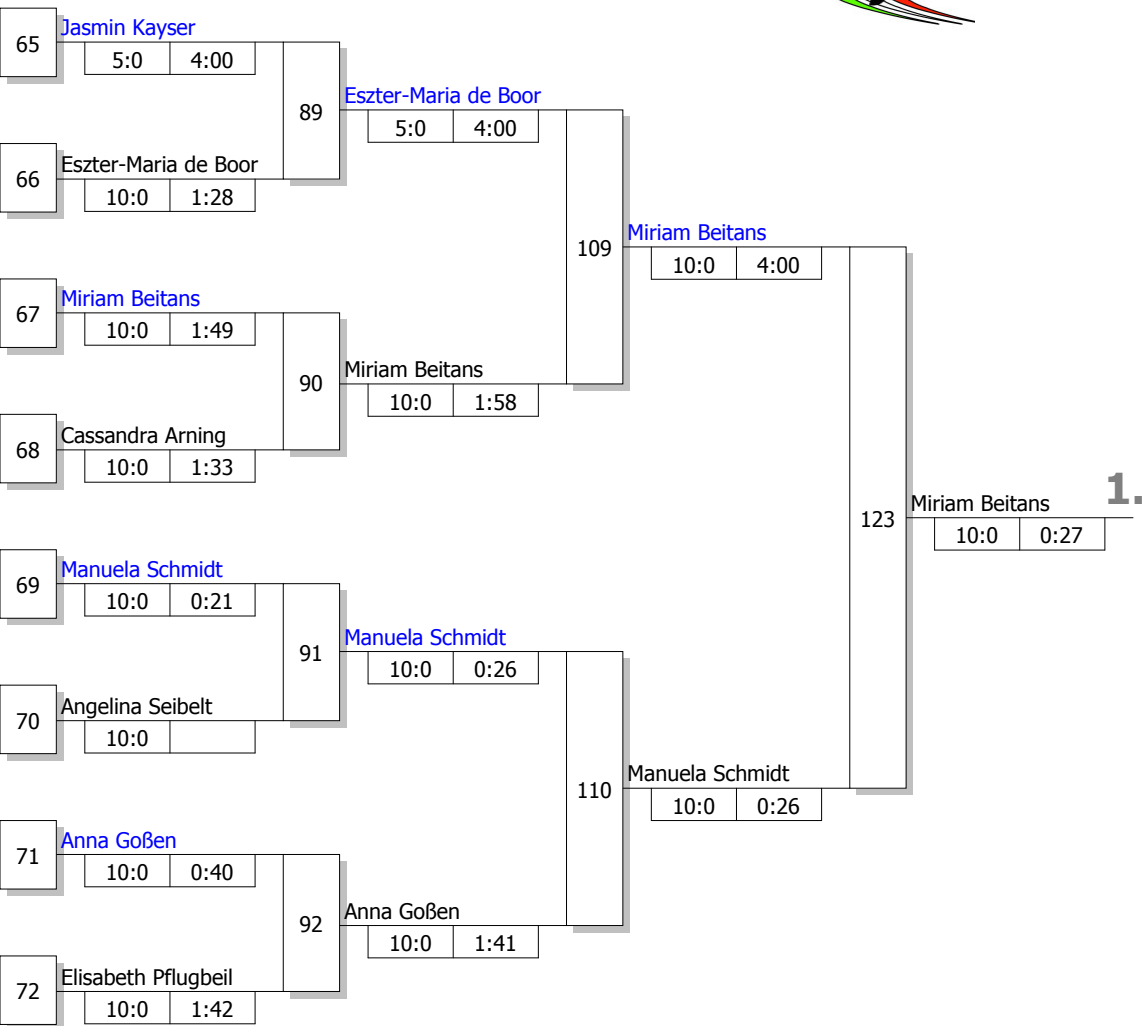 Jasmin Kayser
65
5:0 4:00
Eszter-Maria de Boor
89
5:0 4:00
Eszter-Maria de Boor
66
10:0 1:28
Miriam Beitans
109
10:0 4:00
Miriam Beitans
67
10:0 1:49
Miriam Beitans
90
10:0 1:58
Cassandra Arning
68
10:0 1:33
1.
Miriam Beitans
123
10:0 0:27
Manuela Schmidt
69
10:0 0:21
Manuela Schmidt
91
10:0 0:26
Angelina Seibelt
70
10:0
Manuela Schmidt
110
10:0 0:26
Anna Goßen
71
10:0 0:40
Anna Goßen
92
10:0 1:41
Elisabeth Pflugbeil
72
10:0 1:42